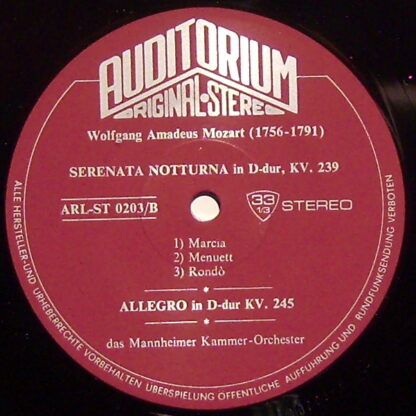 AUDITORIUM
ORIGINAL-STEREO
Wolfgang Amadeus Mozart (1756-1791)
SERENATA NOTTURNA in D-dur, KV. 239
ARL-ST 0203/B
33 1/3
STEREO
1) Marcia
2) Menuett
3) Rondò
*
ALLEGRO in D-dur KV. 245
*
das Mannheimer Kammer-Orchester
ALLE HERSTELLER-UND URHEBERRECHTE VORBEHALTEN ÜBERSPIELUNG ÖFFENTLICHE AUFFÜHRUNG UND RUNDFUNKSENDUNG VERBOTEN